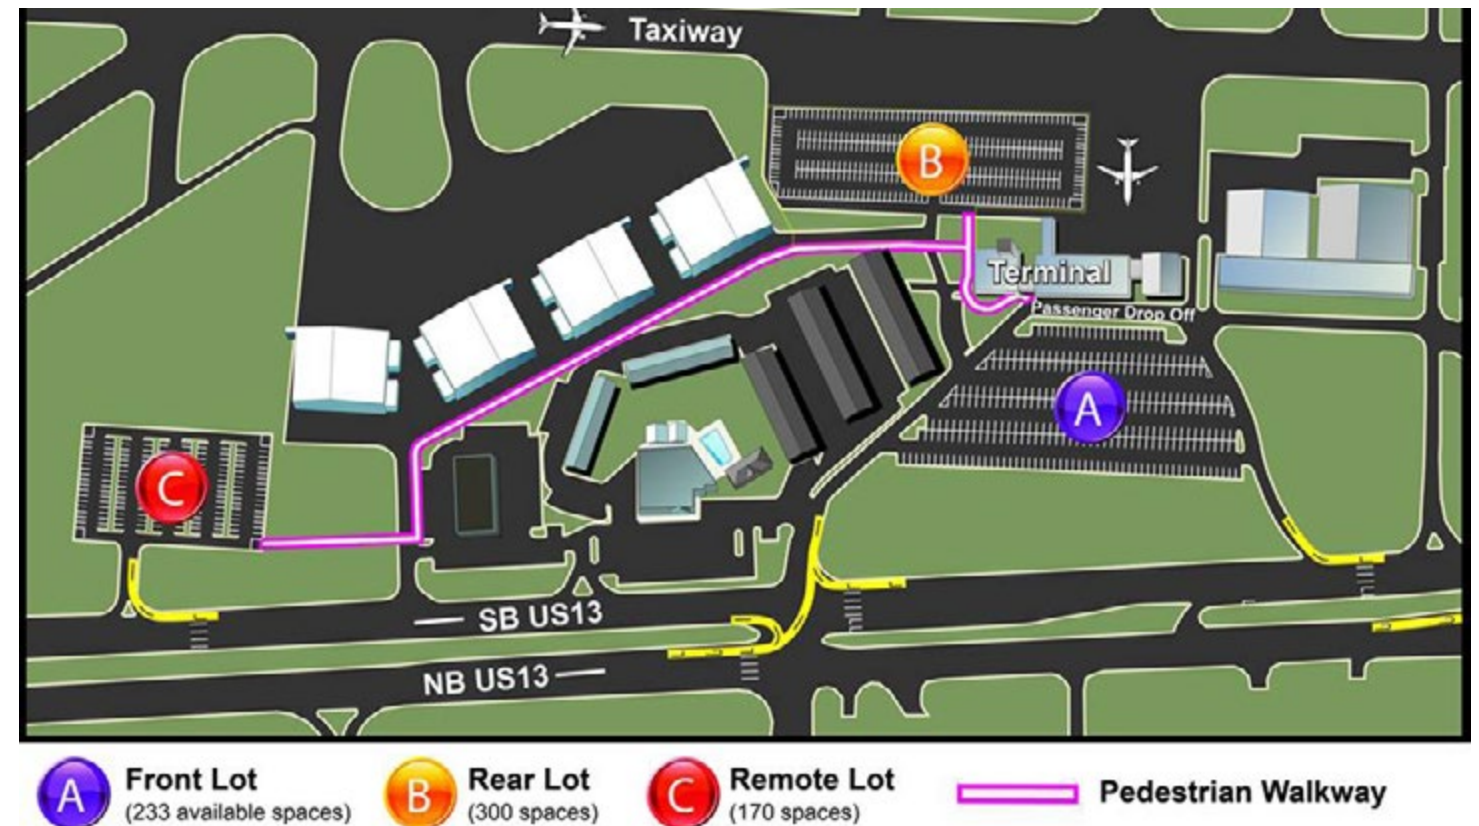 Taxiway
B
Terminal
Passenger Drop Off
A
C
SB US13
NB US13
A Front Lot
(233 available spaces)
B Rear Lot
(300 spaces)
C Remote Lot
(170 spaces)
Pedestrian Walkway